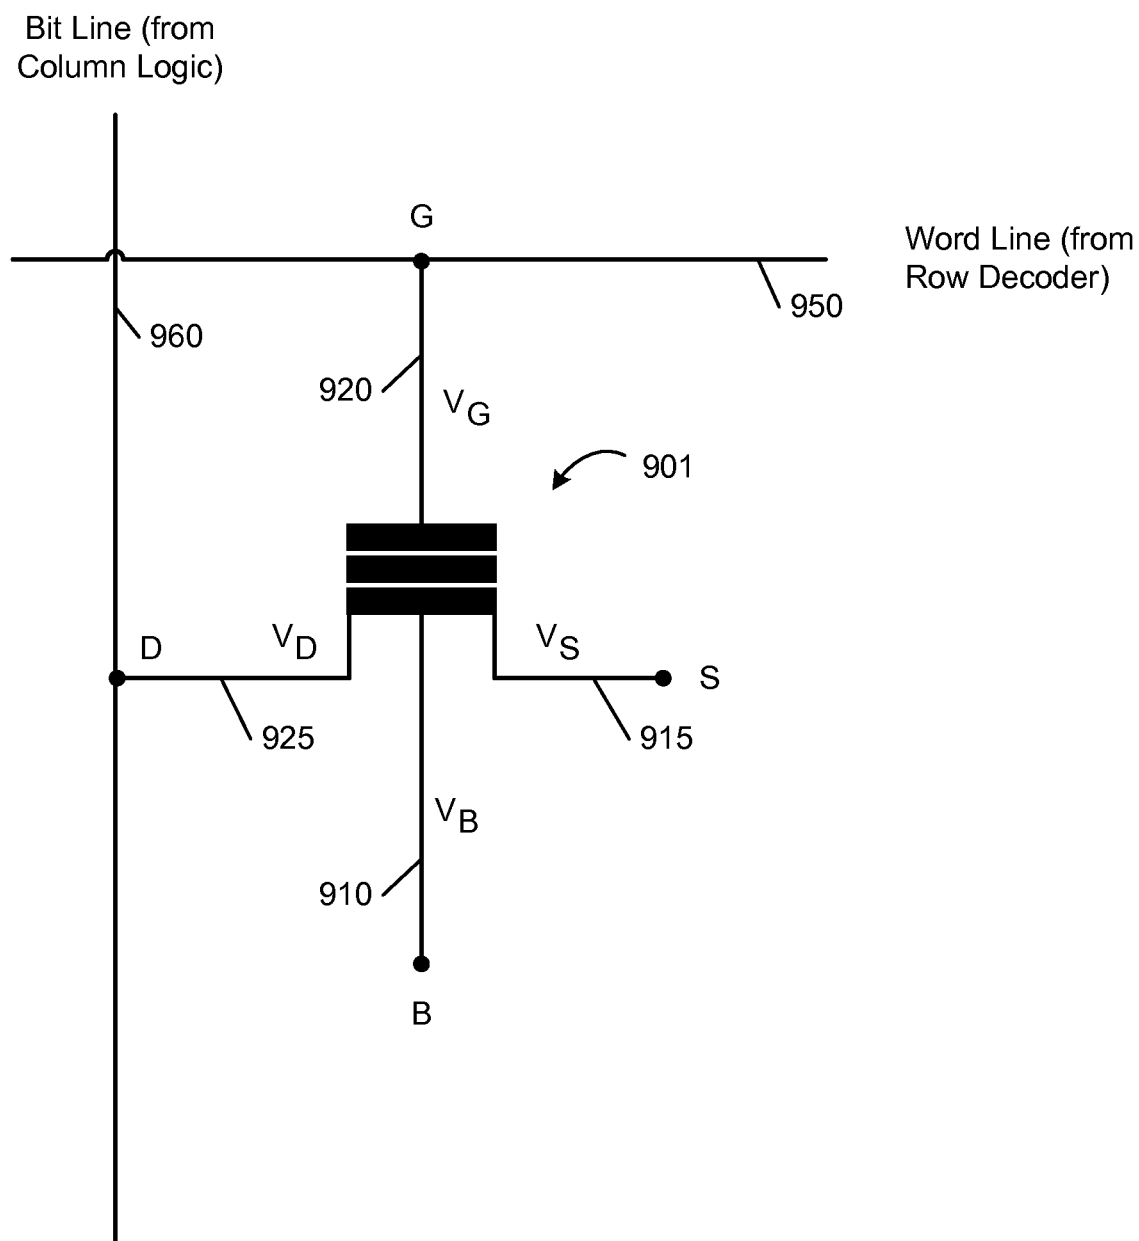 Bit Line (from
Column Logic)
G
Word Line (from
Row Decoder)
950
960
920
VG
901
D
VD
VS
S
925
915
VB
910
B